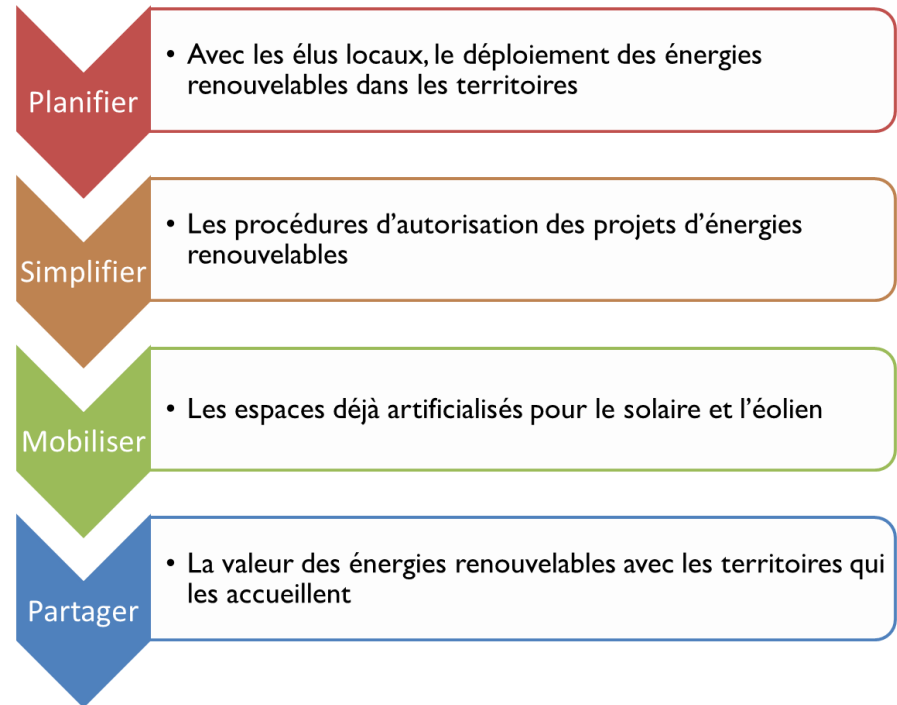 Planifier
• Avec les élus locaux, le déploiement des énergies
renouvelables dans les territoires
Simplifier
• Les procédures d’autorisation des projets d’énergies
renouvelables
Mobiliser
• Les espaces déjà artificialisés pour le solaire et l’éolien
Partager
• La valeur des énergies renouvelables avec les territoires qui
les accueillent